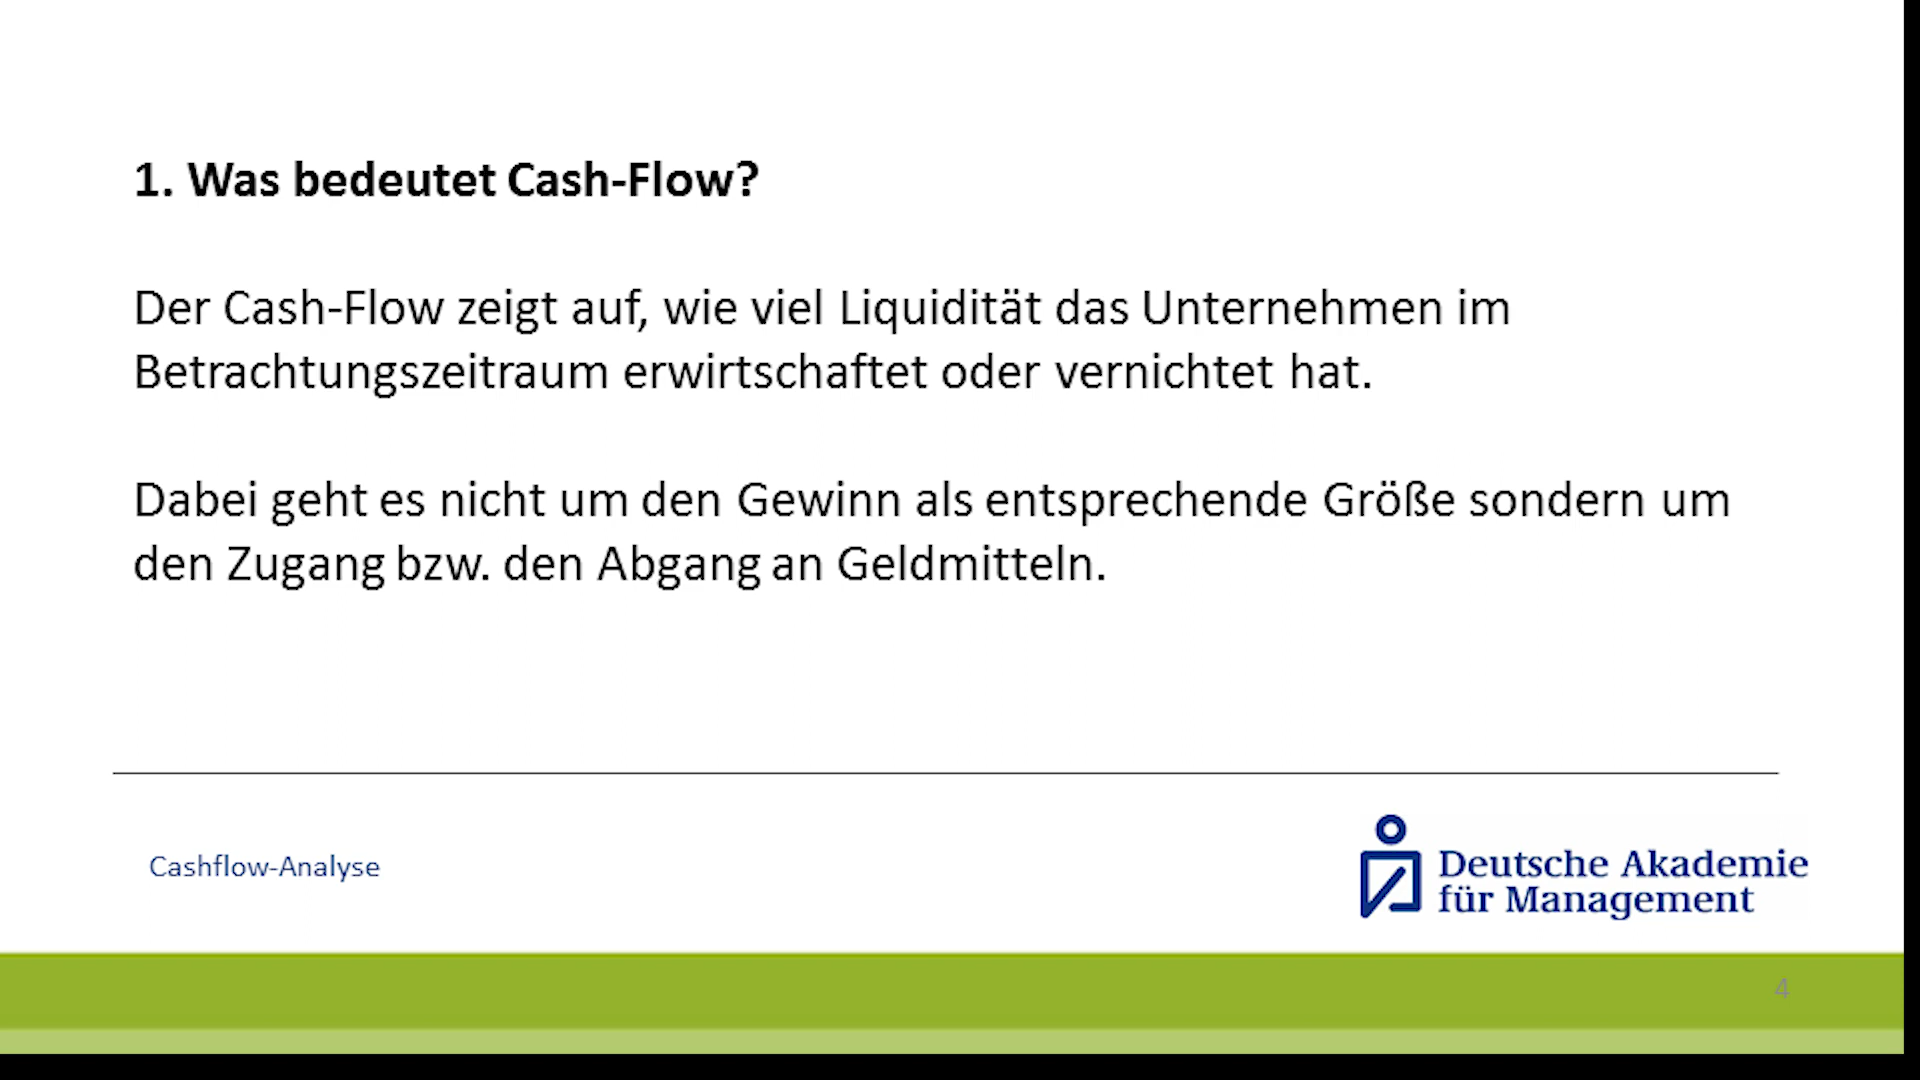 1. Was bedeutet Cash-Flow?
Der Cash-Flow zeigt auf, wie viel Liquidität das Unternehmen im
Betrachtungszeitraum erwirtschaftet oder vernichtet hat.
Dabei geht es nicht um den Gewinn als entsprechende Größe sondern um
den Zugang bzw. den Abgang an Geldmitteln.
Cashflow-Analyse
Deutsche Akademie
für Management
4